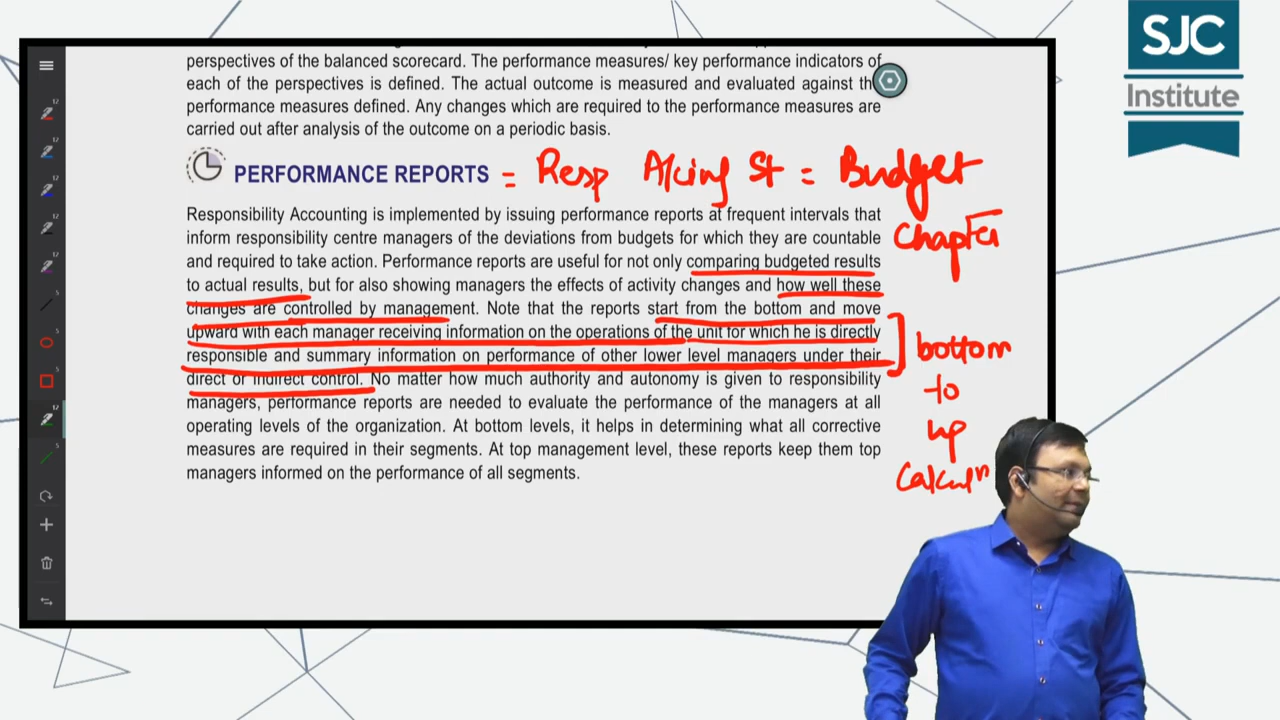 SJC
Institute
perspectives of the balanced scorecard. The performance measures/ key performance indicators of
each of the perspectives is defined. The actual outcome is measured and evaluated against the
performance measures defined. Any changes which are required to the performance measures are
carried out after analysis of the outcome on a periodic basis.
PERFORMANCE REPORTS = Resp A/cing St = Budget
Chapter
Responsibility Accounting is implemented by issuing performance reports at frequent intervals that
inform responsibility centre managers of the deviations from budgets for which they are countable
and required to take action. Performance reports are useful for not only comparing budgeted results
to actual results, but for also showing managers the effects of activity changes and how well these
changes are controlled by management. Note that the reports start from the bottom and move
upward with each manager receiving information on the operations of the unit for which he is directly
responsible and summary information on performance of other lower level managers under their
direct or indirect control. No matter how much authority and autonomy is given to responsibility
managers, performance reports are needed to evaluate the performance of the managers at all
operating levels of the organization. At bottom levels, it helps in determining what all corrective
measures are required in their segments. At top management level, these reports keep them top
managers informed on the performance of all segments.
bottom
to
up
Calculn